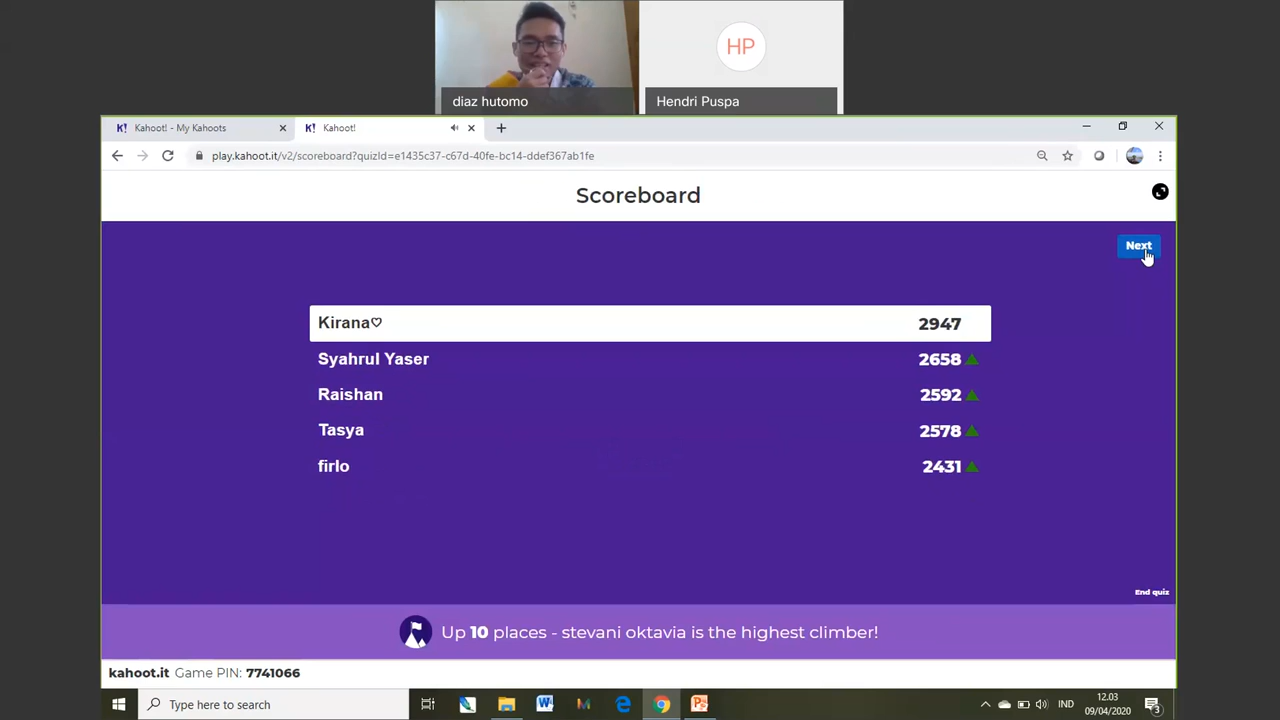 HP
diaz hutomo
Hendri Puspa
K! Kahoot! - My Kahoots
K! Kahoot!
play.kahoot.it/v2/scoreboard?quizId=e1435c37-c67d-40fe-bc14-ddef367ab1fe
Scoreboard
Next
Kirana♡ 2947
Syahrul Yaser 2658
Raishan 2592
Tasya 2578
firlo 2431
End quiz
Up 10 places - stevani oktavia is the highest climber!
kahoot.it Game PIN: 7741066
Type here to search
IND
12.03
09/04/2020
3